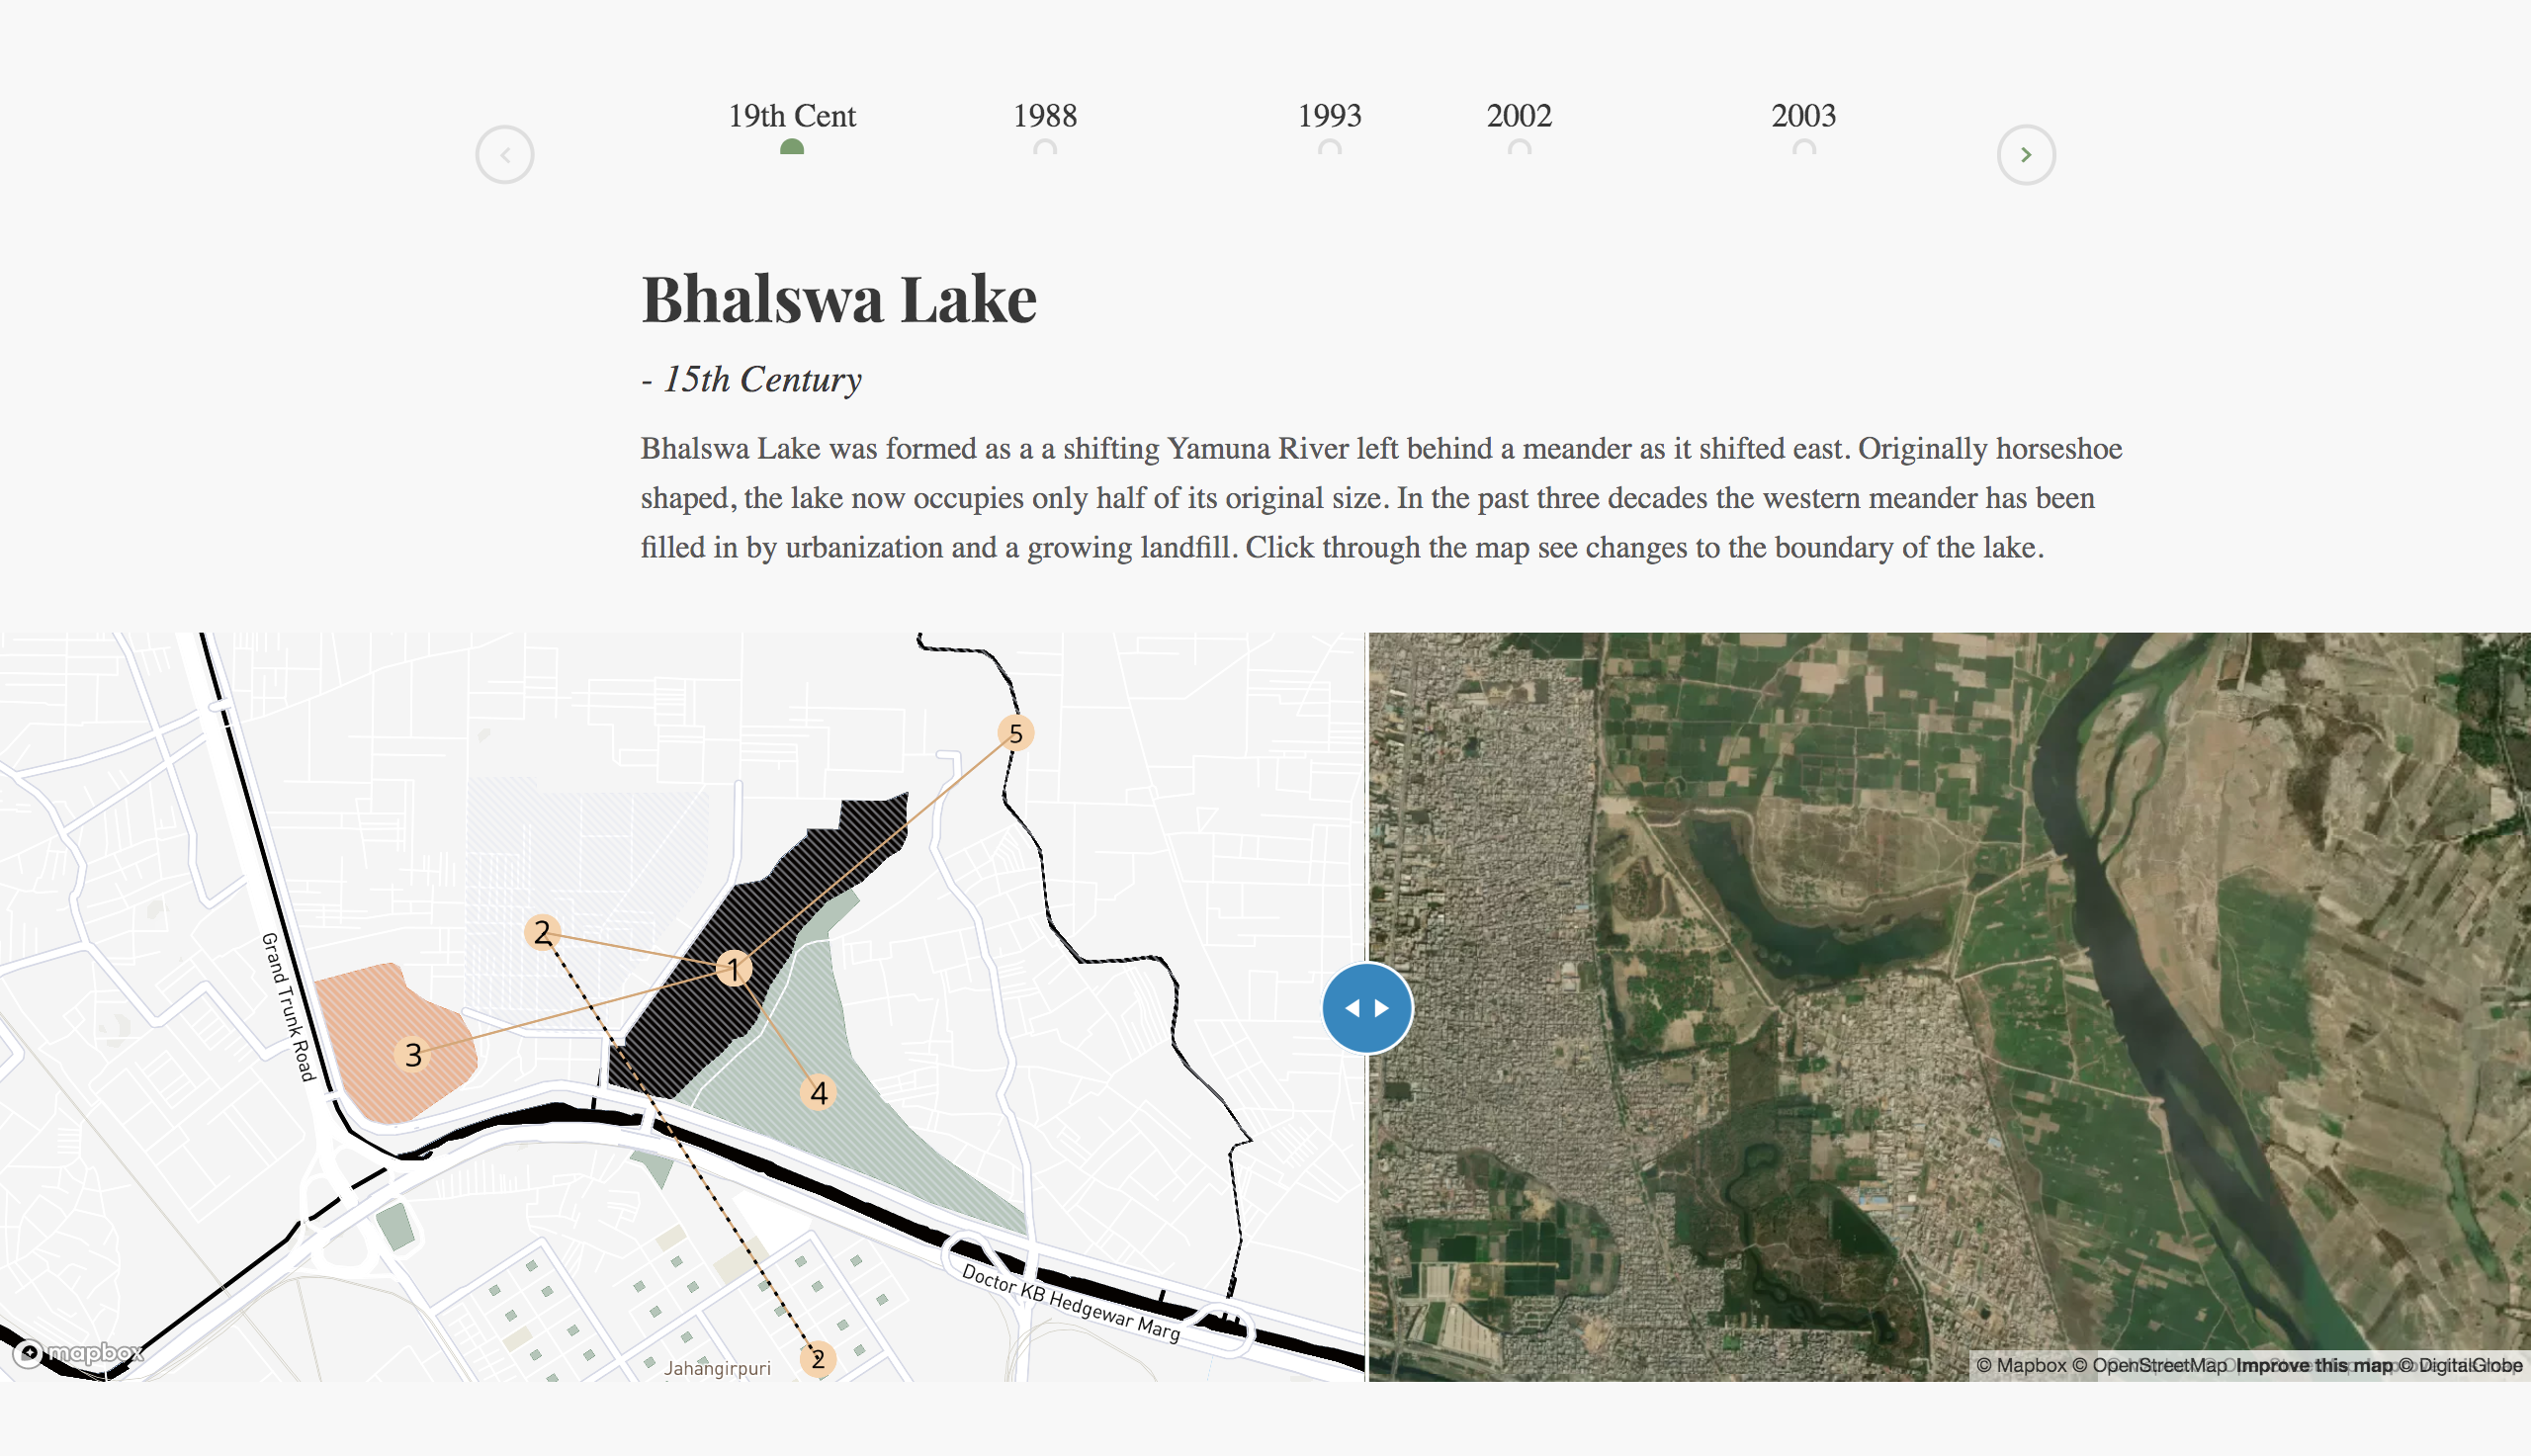 19th Cent 1988 1993 2002 2003
Bhalswa Lake
- 15th Century
Bhalswa Lake was formed as a a shifting Yamuna River left behind a meander as it shifted east. Originally horseshoe
shaped, the lake now occupies only half of its original size. In the past three decades the western meander has been
filled in by urbanization and a growing landfill. Click through the map see changes to the boundary of the lake.
5
2
1
3
4
Grand Trunk Road
Doctor KB Hedgewar Marg
2
Jahangirpuri
mapbox
© Mapbox © OpenStreetMap Improve this map © DigitalGlobe